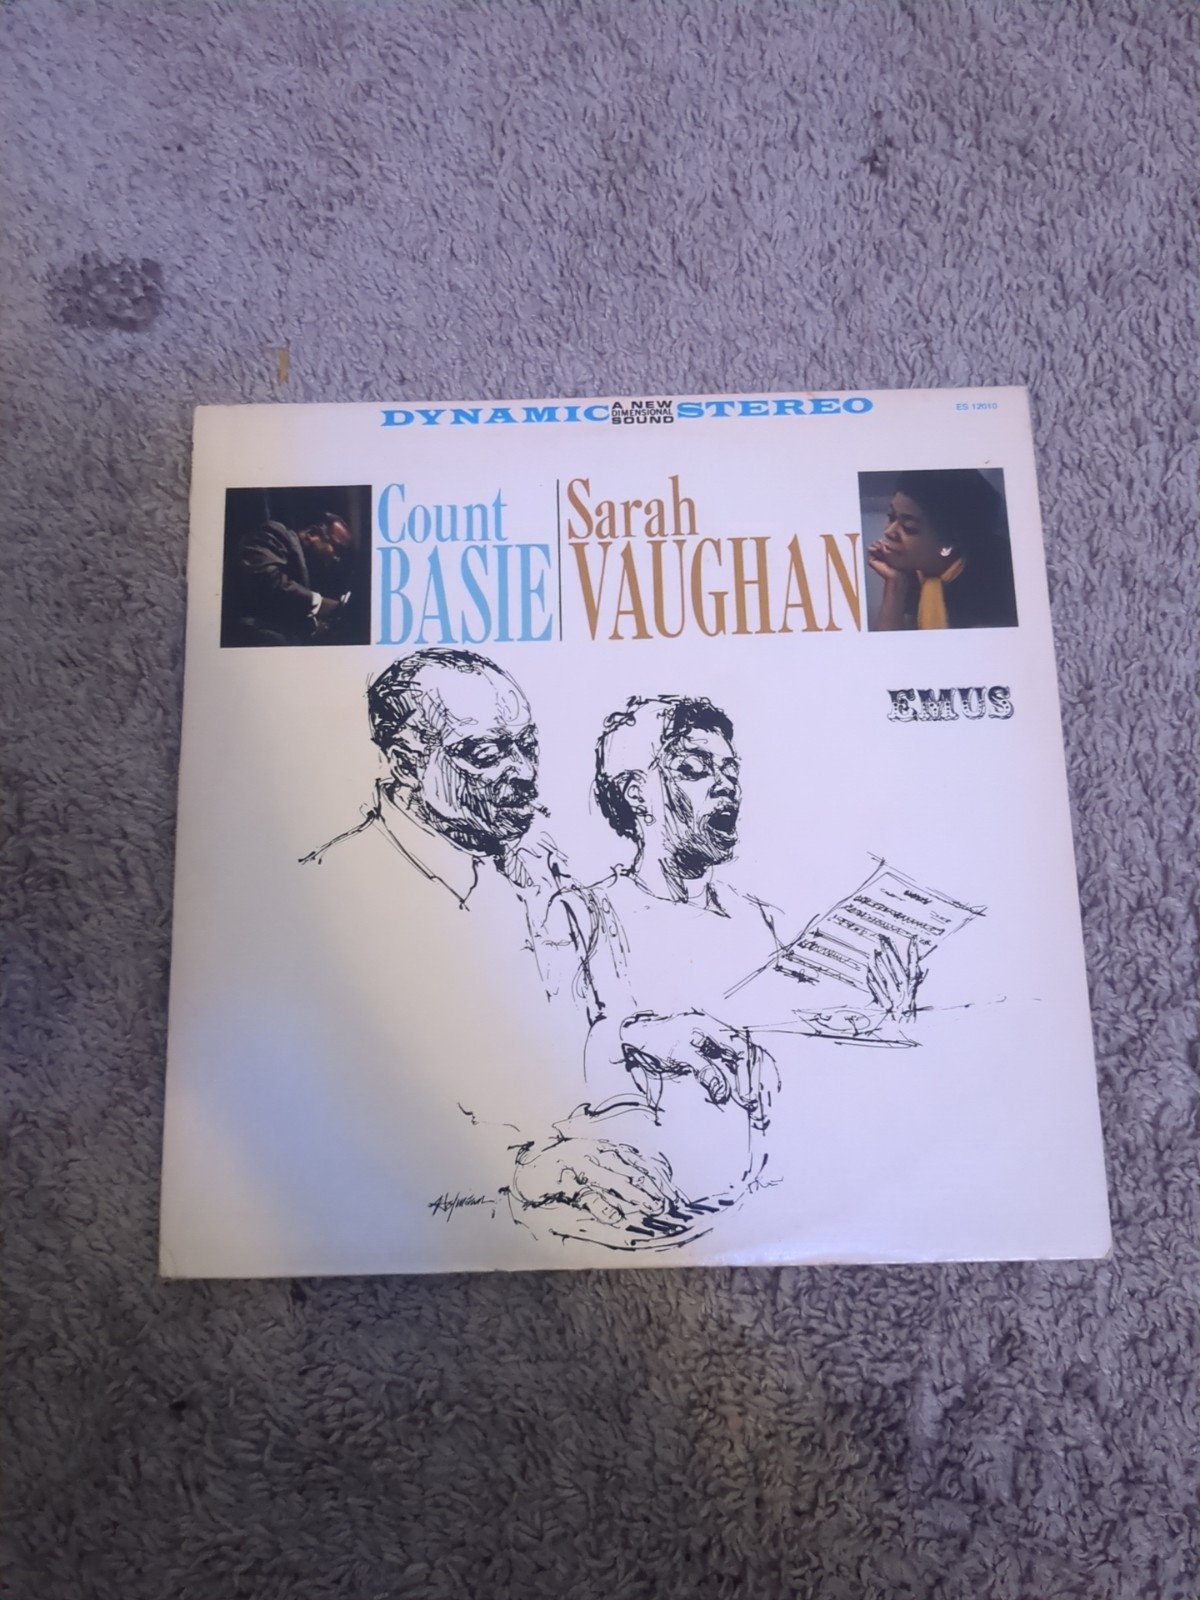 DYNAMIC A NEW DIMENSIONAL SOUND STEREO
ES 12010
Count BASIE
Sarah VAUGHAN
EMUS